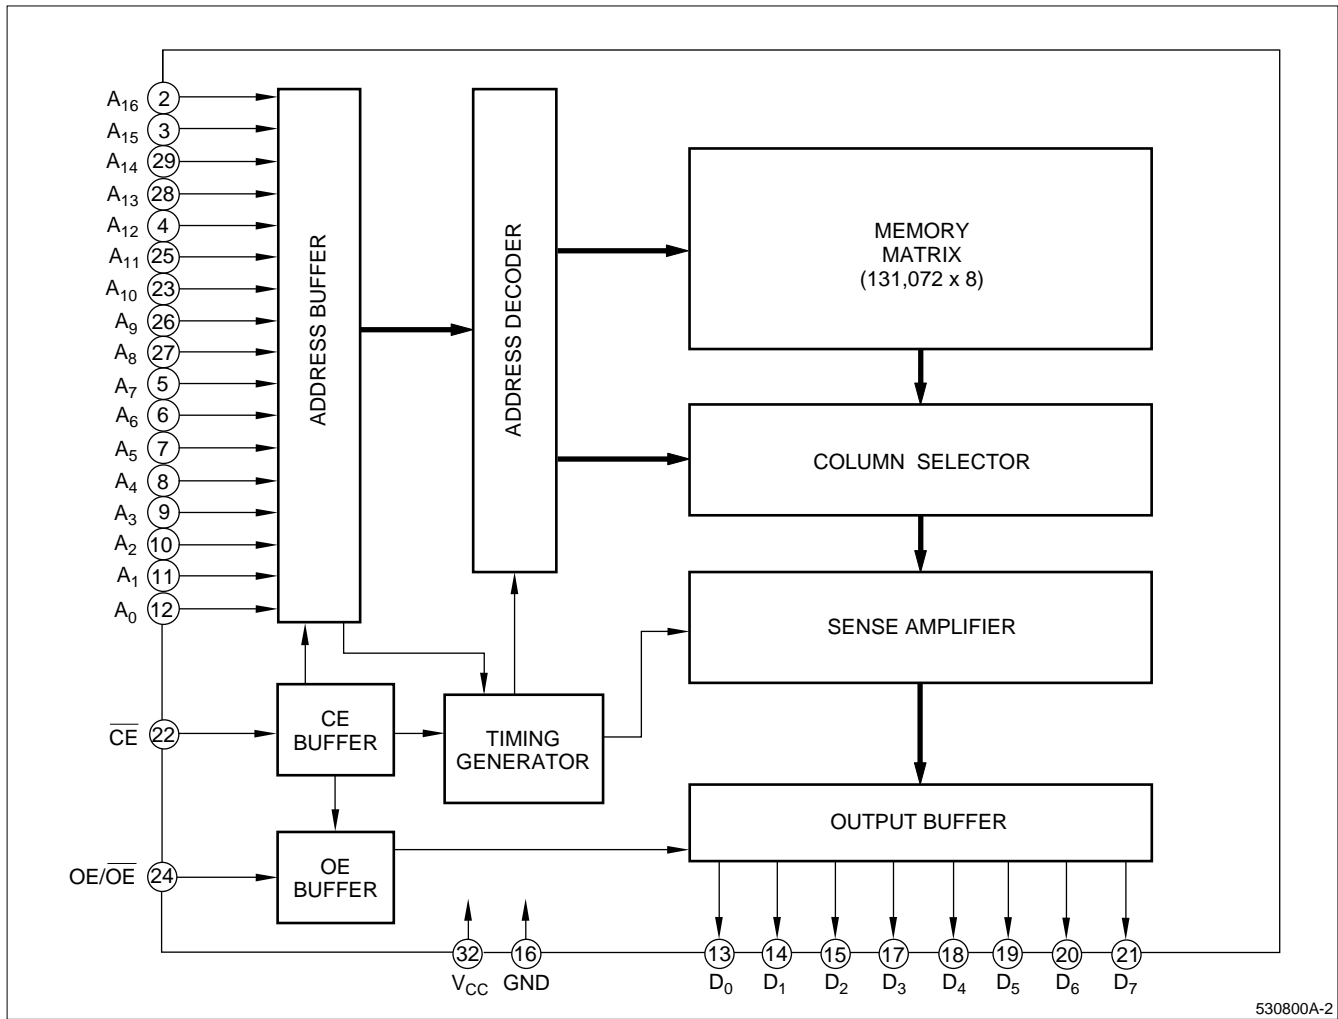 A16 2
A15 3
A14 29
A13 28
A12 4
A11 25
A10 23
A9 26
A8 27
A7 5
A6 6
A5 7
A4 8
A3 9
A2 10
A1 11
A0 12
CE 22
OE/OE 24
ADDRESS BUFFER
ADDRESS DECODER
MEMORY
MATRIX
(131,072 x 8)
COLUMN SELECTOR
SENSE AMPLIFIER
CE
BUFFER
TIMING
GENERATOR
OE
BUFFER
OUTPUT BUFFER
32 16 13 14 15 17 18 19 20 21
VCC GND D0 D1 D2 D3 D4 D5 D6 D7
530800A-2